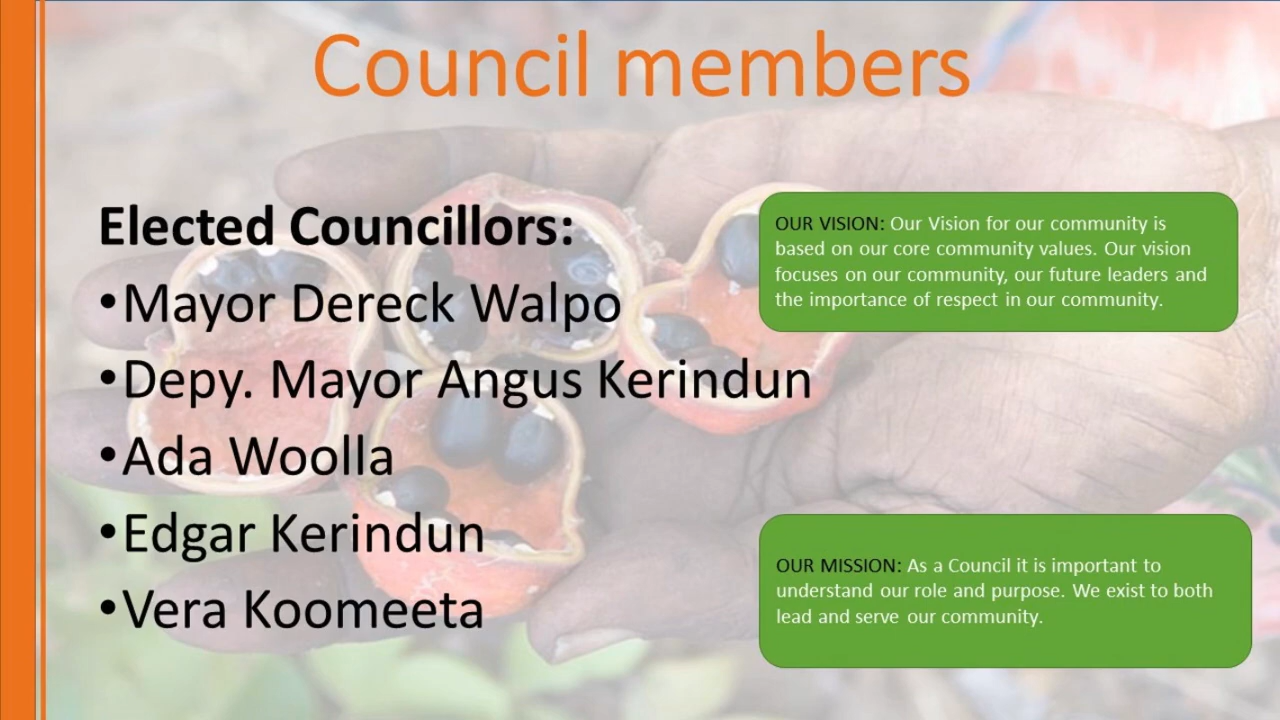 Council members
Elected Councillors:
•Mayor Dereck Walpo
•Depy. Mayor Angus Kerindun
•Ada Woolla
•Edgar Kerindun
•Vera Koomeeta
OUR VISION: Our Vision for our community is
based on our core community values. Our vision
focuses on our community, our future leaders and
the importance of respect in our community.
OUR MISSION: As a Council it is important to
understand our role and purpose. We exist to both
lead and serve our community.